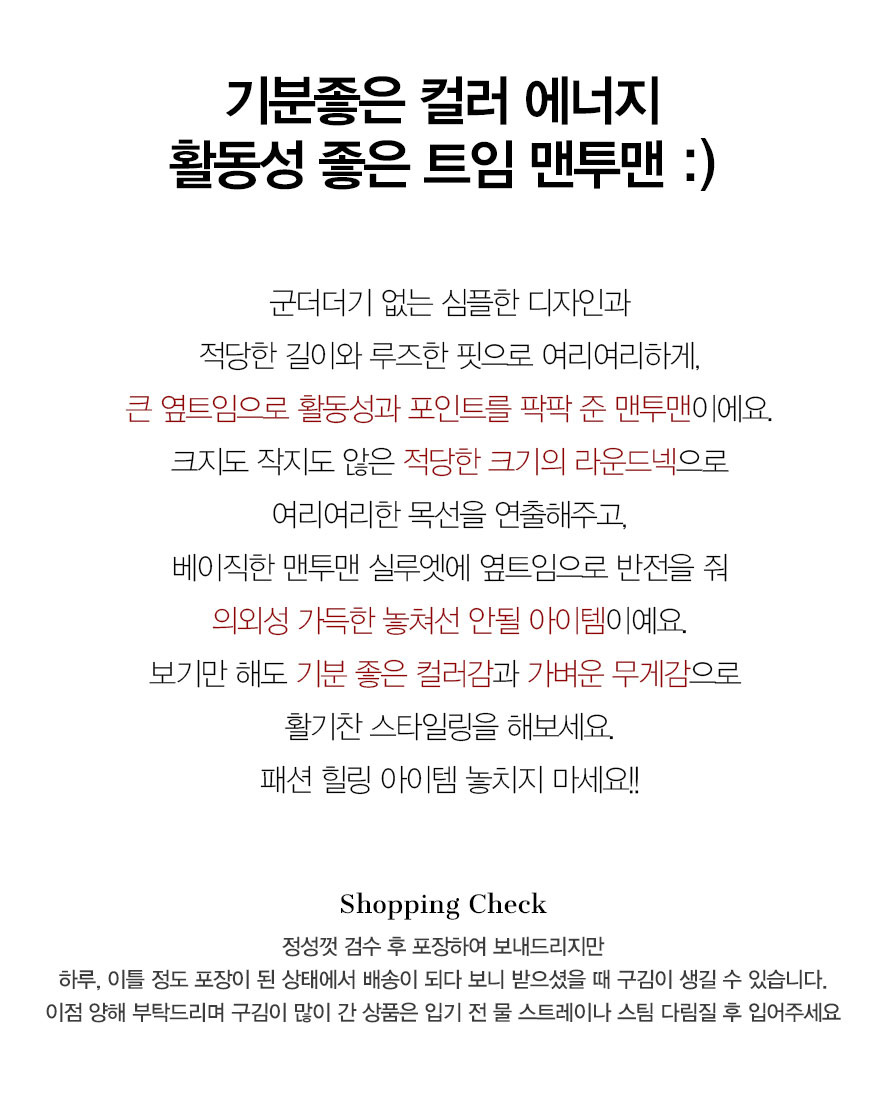 기분좋은 컬러 에너지
활동성 좋은 트임 맨투맨 :)
군더더기 없는 심플한 디자인과
적당한 길이와 루즈한 핏으로 여리여리하게,
큰 옆트임으로 활동성과 포인트를 팍팍 준 맨투맨이에요.
크지도 작지도 않은 적당한 크기의 라운드넥으로
여리여리한 목선을 연출해주고,
베이직한 맨투맨 실루엣에 옆트임으로 반전을 줘
의외성 가득한 놓쳐선 안될 아이템이예요.
보기만 해도 기분 좋은 컬러감과 가벼운 무게감으로
활기찬 스타일링을 해보세요.
패션 힐링 아이템 놓치지 마세요!!
Shopping Check
정성껏 검수 후 포장하여 보내드리지만
하루, 이틀 정도 포장이 된 상태에서 배송이 되다 보니 받으셨을 때 구김이 생길 수 있습니다.
이점 양해 부탁드리며 구김이 많이 간 상품은 입기 전 물 스트레이나 스팀 다림질 후 입어주세요